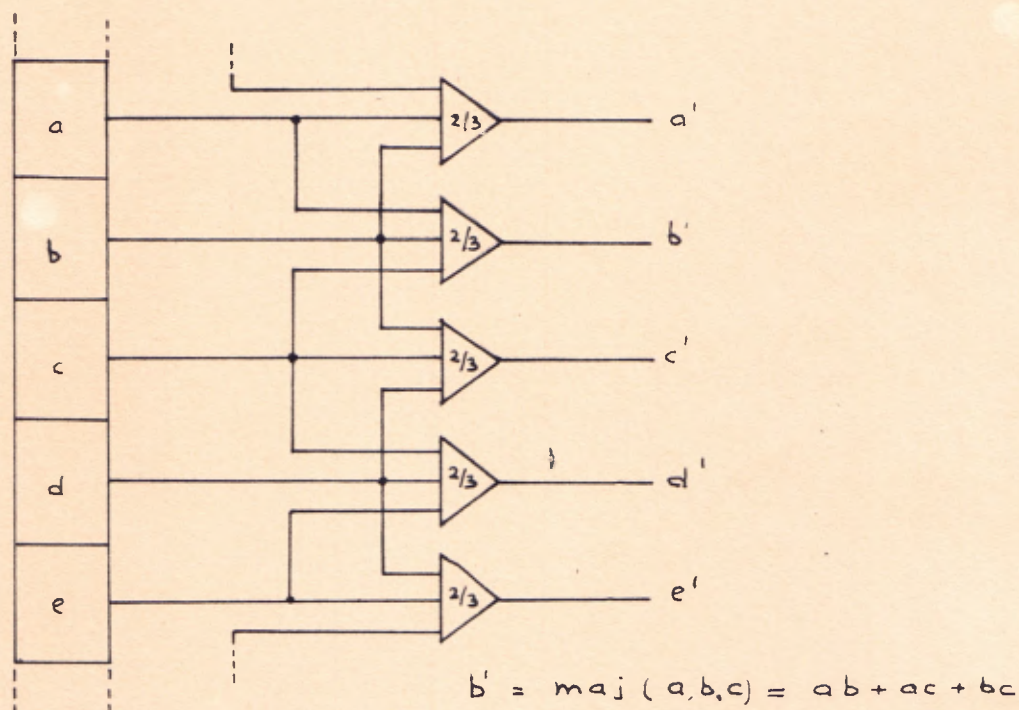 a 2/3 a'
b 2/3 b'
c 2/3 c'
d 2/3 d'
e 2/3 e'
b' = maj (a,b,c) = ab + ac + bc